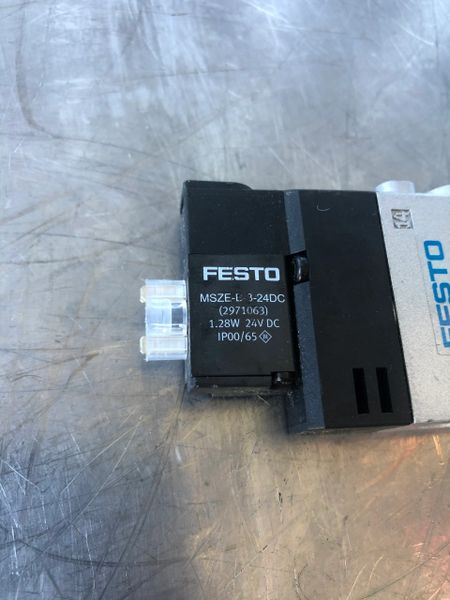 FESTO
(2971063)
1.28W 24V DC
IP00/65
14
FESTO